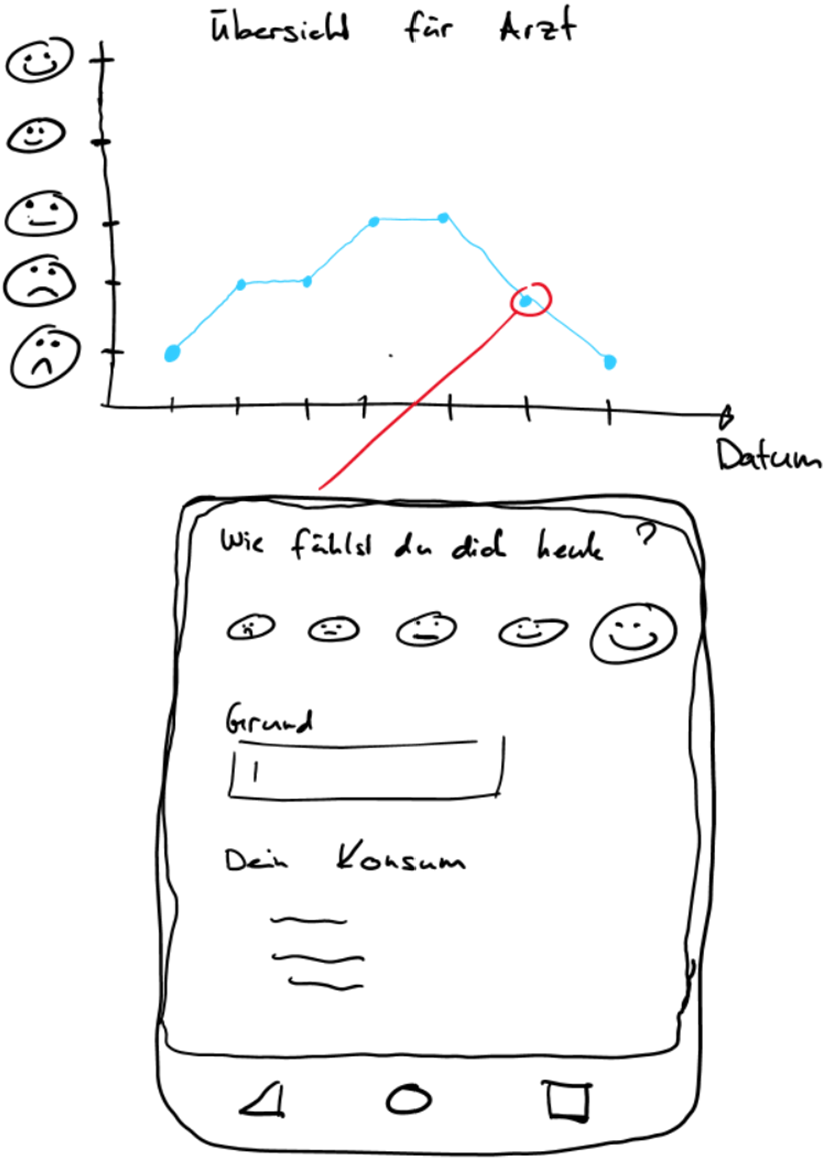 Übersicht für Arzt
Datum
Wie fühlst du dich heute ?
Grund
Dein Konsum